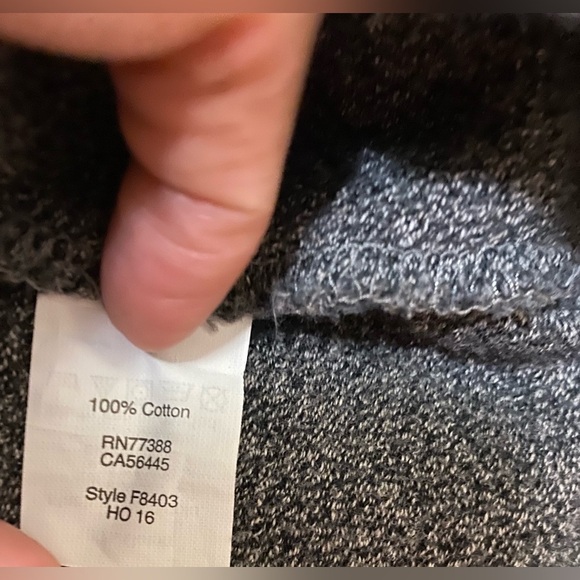 100% Cotton
RN77388
CA56445
Style F8403
HO 16